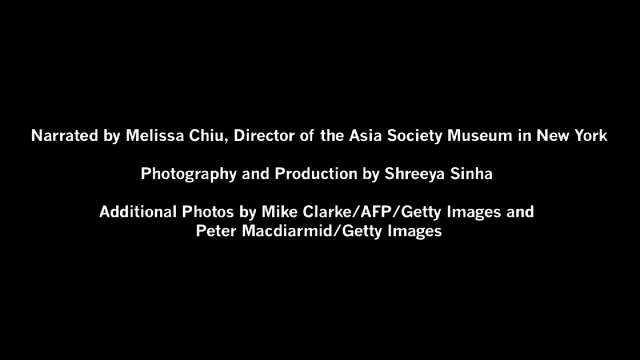 Narrated by Melissa Chiu, Director of the Asia Society Museum in New York
Photography and Production by Shreeya Sinha
Additional Photos by Mike Clarke/AFP/Getty Images and
Peter Macdiarmid/Getty Images